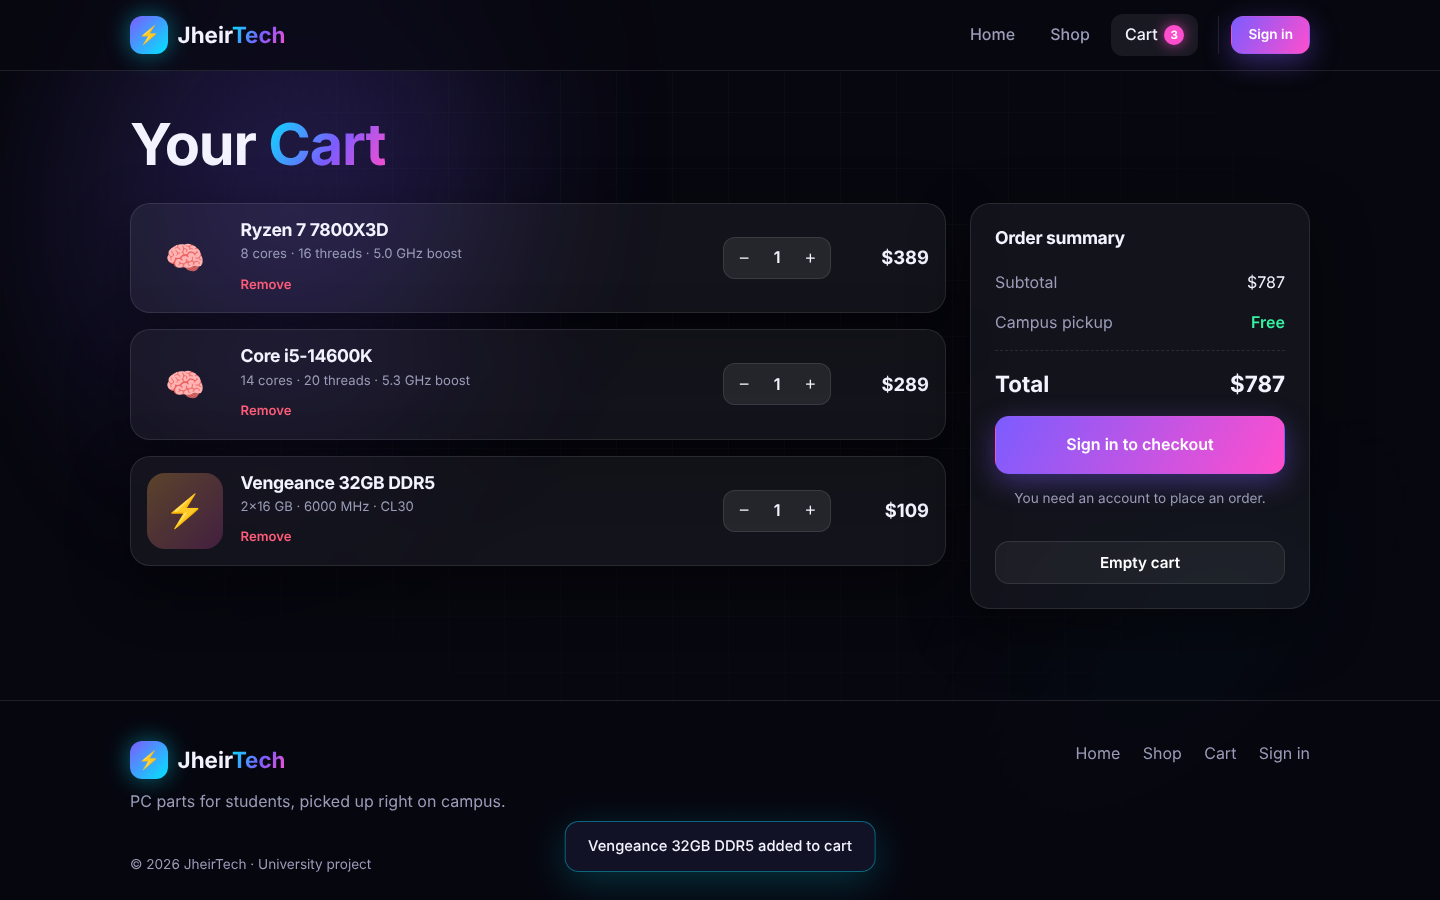 JheirTech
Home Shop Cart 3 Sign in
Your Cart
Ryzen 7 7800X3D
8 cores · 16 threads · 5.0 GHz boost
Remove
− 1 +
$389
Core i5-14600K
14 cores · 20 threads · 5.3 GHz boost
Remove
− 1 +
$289
Vengeance 32GB DDR5
2×16 GB · 6000 MHz · CL30
Remove
− 1 +
$109
Order summary
Subtotal $787
Campus pickup Free
Total $787
Sign in to checkout
You need an account to place an order.
Empty cart
JheirTech
Home Shop Cart Sign in
PC parts for students, picked up right on campus.
Vengeance 32GB DDR5 added to cart
© 2026 JheirTech · University project